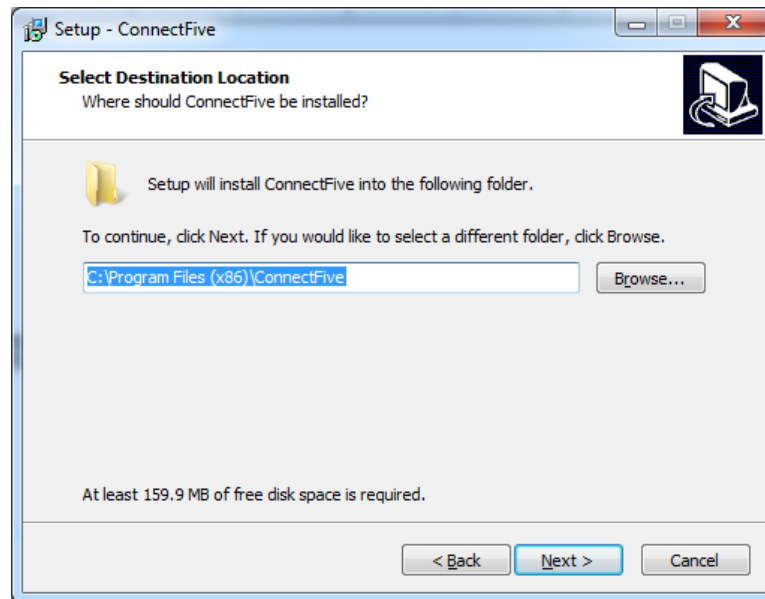 Setup - ConnectFive
Select Destination Location
Where should ConnectFive be installed?
Setup will install ConnectFive into the following folder.
To continue, click Next. If you would like to select a different folder, click Browse.
C:\Program Files (x86)\ConnectFive
Browse...
At least 159.9 MB of free disk space is required.
< Back
Next >
Cancel